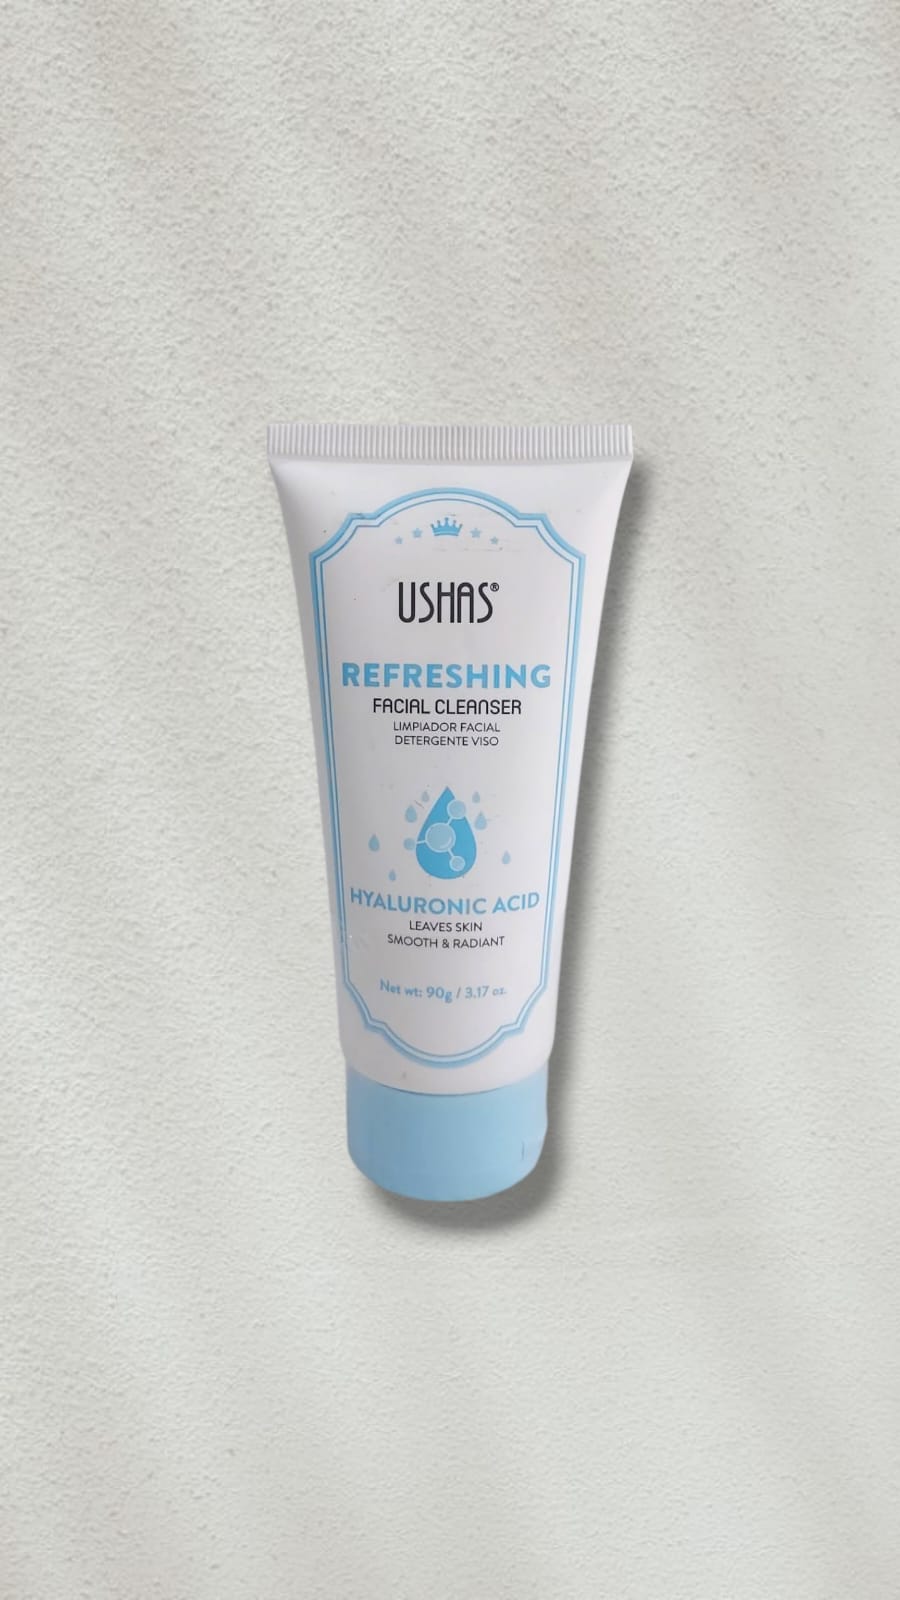 USHAS®
REFRESHING
FACIAL CLEANSER
LIMPIADOR FACIAL
DETERGENTE VISO
HYALURONIC ACID
LEAVES SKIN
SMOOTH & RADIANT
Net wt: 90g / 3.17 oz.